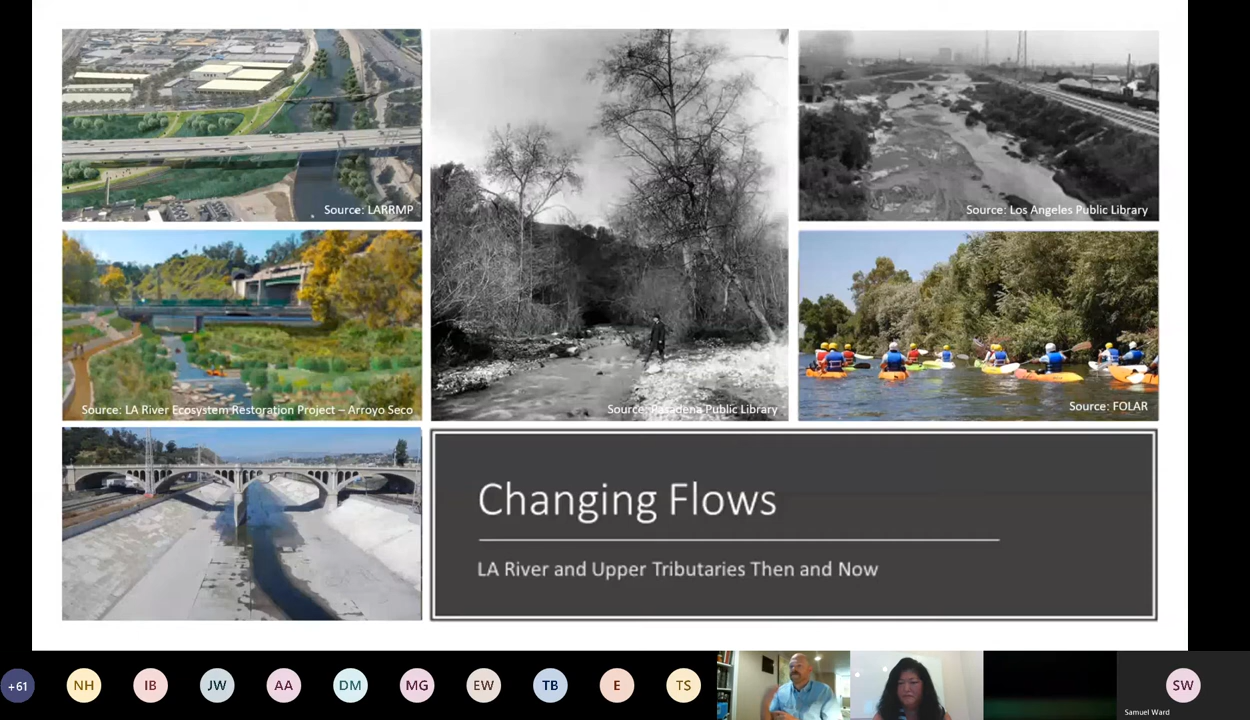 Source: LARRMP
Source: Los Angeles Public Library
Source: LA River Ecosystem Restoration Project – Arroyo Seco
Source: Pasadena Public Library
Source: FOLAR
Changing Flows
LA River and Upper Tributaries Then and Now
+61
NH
IB
JW
AA
DM
MG
EW
TB
E
TS
SW
Samuel Ward